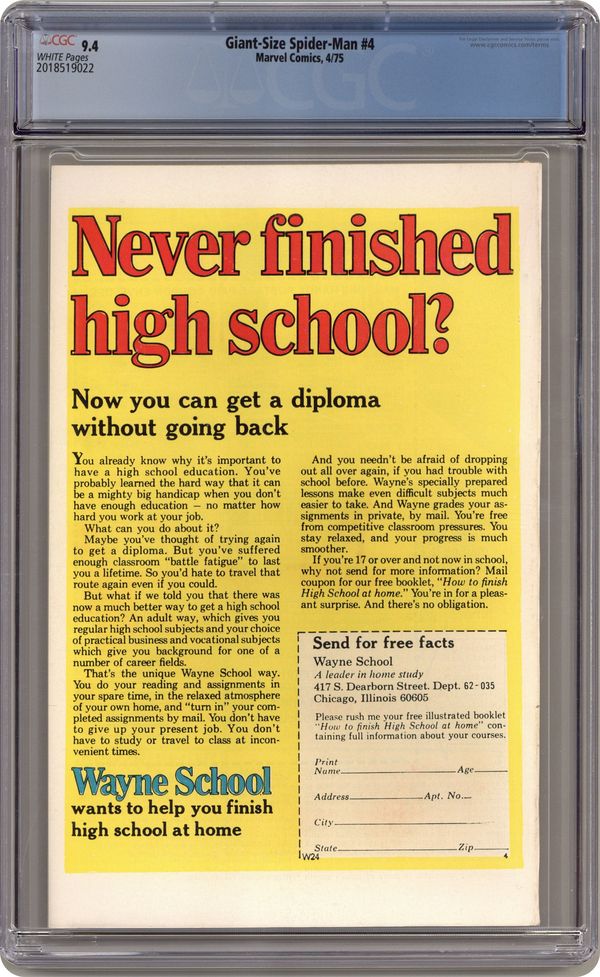 CGC 9.4
WHITE Pages
2018519022
Giant-Size Spider-Man #4
Marvel Comics, 4/75
www.cgccomics.com/terms
CGC
Never finished
high school?
Now you can get a diploma
without going back
You already know why it's important to
have a high school education. You've
probably learned the hard way that it can
be a mighty big handicap when you don't
have enough education — no matter how
hard you work at your job.
What can you do about it?
Maybe you've thought of trying again
to get a diploma. But you've suffered
enough classroom "battle fatigue" to last
you a lifetime. So you'd hate to travel that
route again even if you could.
But what if we told you that there was
now a much better way to get a high school
education? An adult way, which gives you
regular high school subjects and your choice
of practical business and vocational subjects
which give you background for one of a
number of career fields.
That's the unique Wayne School way.
You do your reading and assignments in
your spare time, in the relaxed atmosphere
of your own home, and "turn in" your com-
pleted assignments by mail. You don't have
to give up your present job. You don't
have to study or travel to class at incon-
venient times.
Wayne School
wants to help you finish
high school at home
And you needn't be afraid of dropping
out all over again, if you had trouble with
school before. Wayne's specially prepared
lessons make even difficult subjects much
easier to take. And Wayne grades your as-
signments in private, by mail. You're free
from competitive classroom pressures. You
stay relaxed, and your progress is much
smoother.
If you're 17 or over and not now in school,
why not send for more information? Mail
coupon for our free booklet, "How to finish
High School at home." You're in for a pleas-
ant surprise. And there's no obligation.
Send for free facts
Wayne School
A leader in home study
417 S. Dearborn Street. Dept. 62-035
Chicago, Illinois 60605
Please rush me your free illustrated booklet
"How to finish High School at home" con-
taining full information about your courses.
Print
Name Age
Address Apt. No.
City
State Zip
W24 4